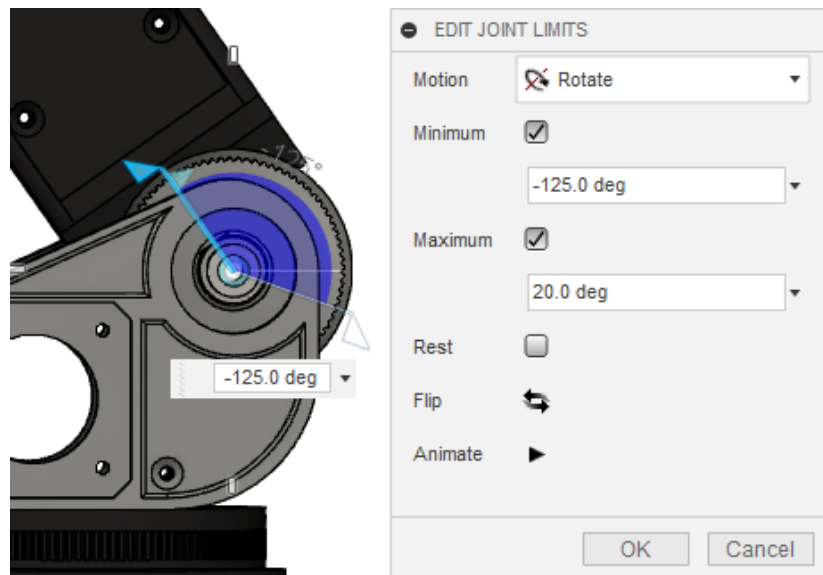 EDIT JOINT LIMITS
Motion
Rotate
Minimum
-125.0 deg
Maximum
20.0 deg
Rest
Flip
Animate
OK
Cancel
-125°
-125.0 deg